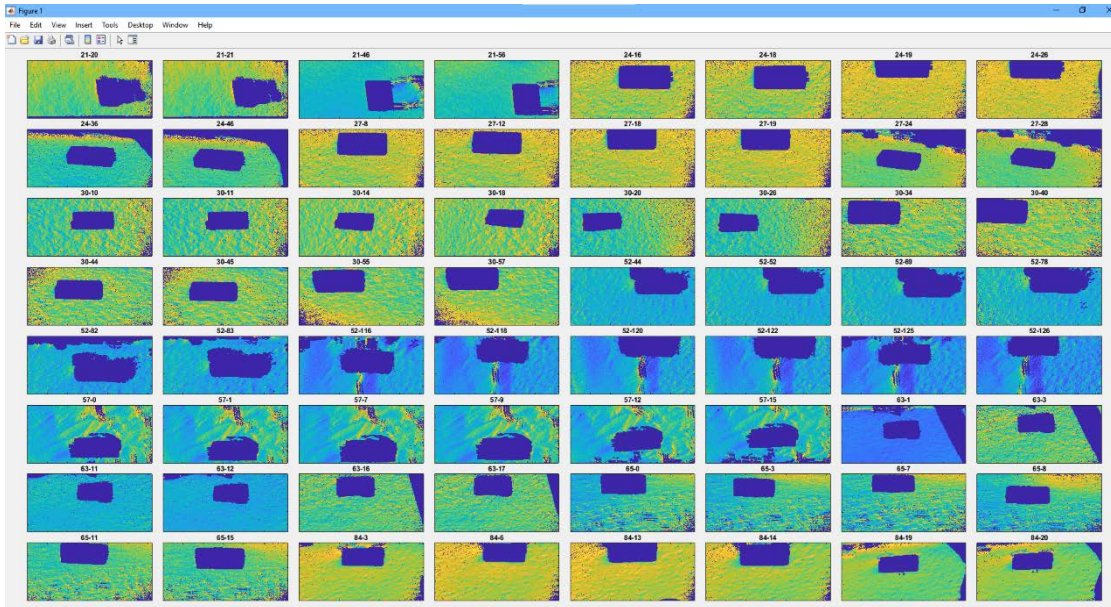 Figure 1
File Edit View Insert Tools Desktop Window Help
21-20 21-21 21-46 21-56 24-16 24-18 24-19 24-26
24-36 24-46 27-8 27-12 27-18 27-19 27-24 27-28
30-10 30-11 30-14 30-18 30-20 30-26 30-34 30-40
30-44 30-45 30-55 30-57 52-44 52-52 52-69 52-78
52-82 52-83 52-116 52-118 52-120 52-122 52-125 52-126
57-0 57-1 57-7 57-9 57-12 57-15 63-1 63-3
63-11 63-12 63-16 63-17 65-0 65-3 65-7 65-8
65-11 65-15 84-3 84-6 84-13 84-14 84-19 84-20